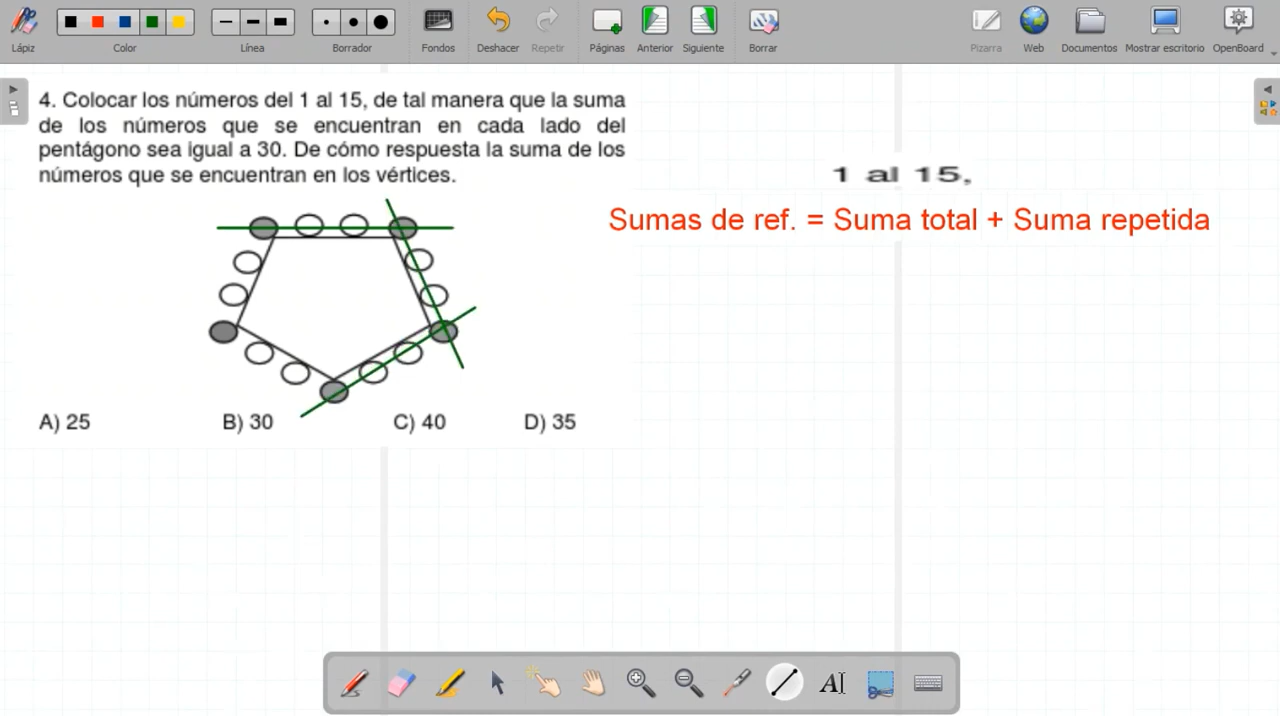 Lápiz Color Línea Borrador Fondos Deshacer Repetir Páginas Anterior Siguiente Borrar Pizarra Web Documentos Mostrar escritorio OpenBoard
4. Colocar los números del 1 al 15, de tal manera que la suma
de los números que se encuentran en cada lado del
pentágono sea igual a 30. De cómo respuesta la suma de los
números que se encuentran en los vértices.
1 al 15,
Sumas de ref. = Suma total + Suma repetida
A) 25 B) 30 C) 40 D) 35